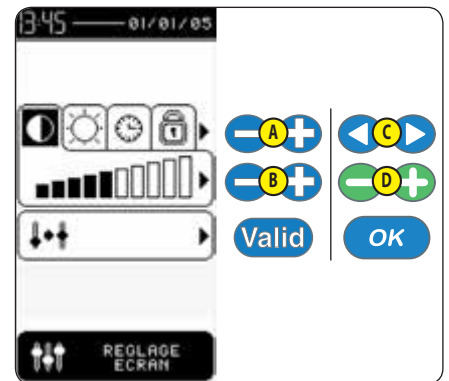 13:45 01/01/05
- A + < C >
- B + - D +
Valid OK
REGLAGE
ECRAN